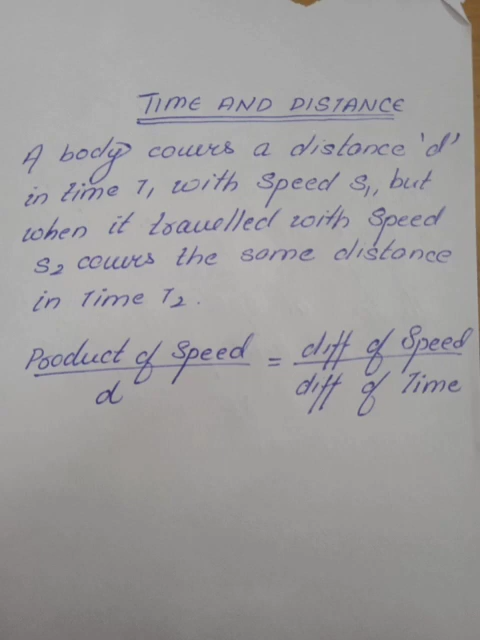 TIME AND DISTANCE
A body covers a distance 'd'
in time T1 with Speed S1, but
when it travelled with Speed
S2 covers the same distance
in Time T2.
Product of Speed / d = diff of Speed / diff of Time